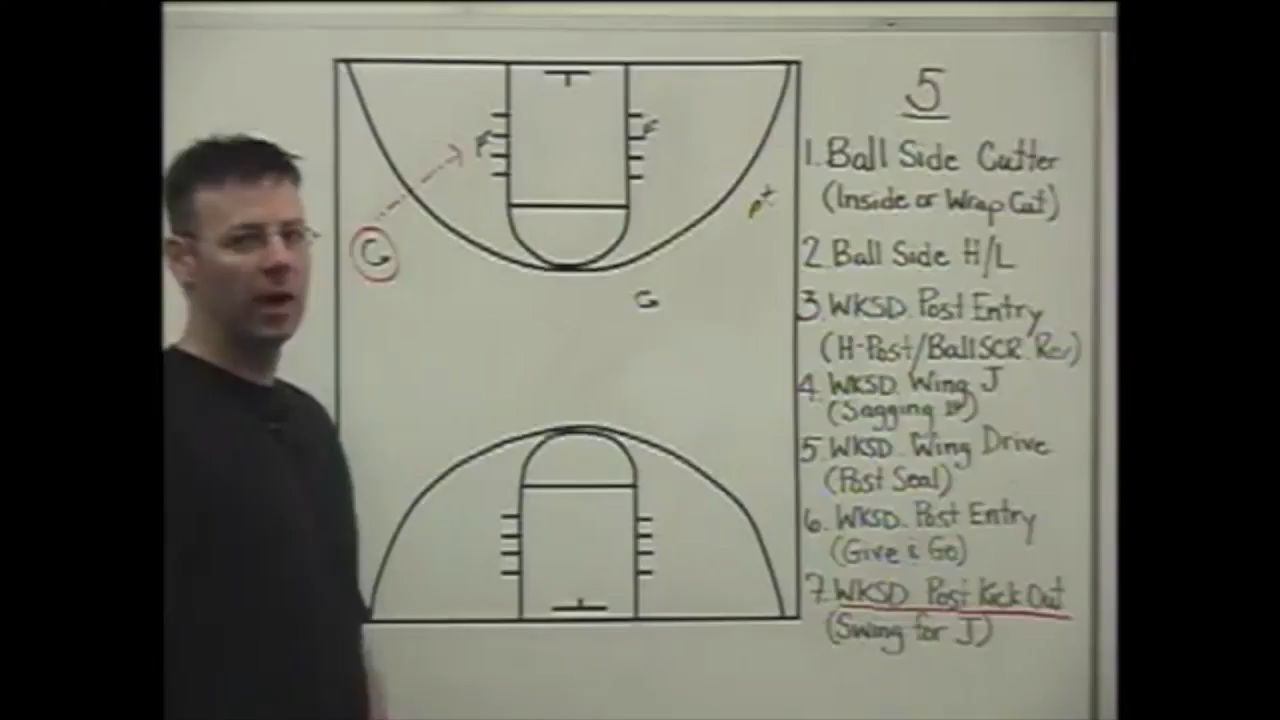 5
1. Ball Side Cutter
(Inside or Wrap Cut)
2. Ball Side H/L
3. WKSD. Post Entry
(H-Post/Ball SCR. Rev)
4. WKSD. Wing J
(Sagging D)
5. WKSD. Wing Drive
(Post Seal)
6. WKSD. Post Entry
(Give & Go)
7. WKSD Post Kick Out
(Swing for J)
F
F
G
G